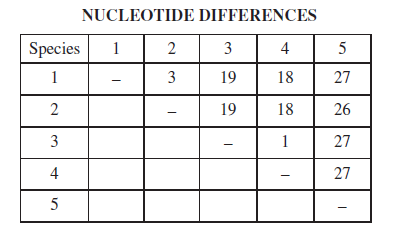 NUCLEOTIDE DIFFERENCES
Species 1 2 3 4 5
1 – 3 19 18 27
2 – 19 18 26
3 – 1 27
4 – 27
5 –